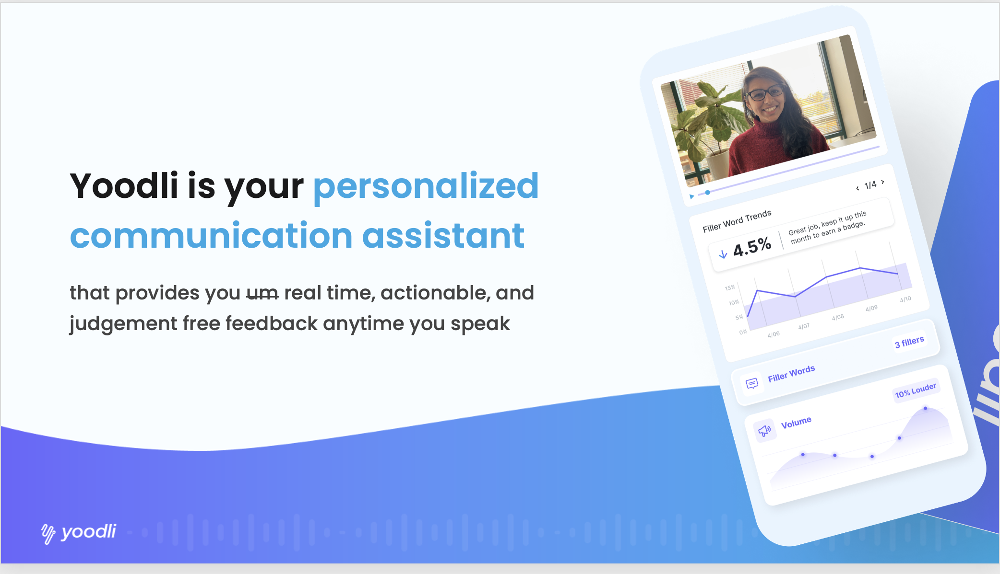 Yoodli is your personalized
communication assistant
that provides you um real time, actionable, and
judgement free feedback anytime you speak
yoodli
1/4
Filler Word Trends
4.5%
Great job, keep it up this
month to earn a badge.
15%
10%
5%
0%
4/06
4/07
4/08
4/09
4/10
Filler Words
3 fillers
Volume
10% Louder